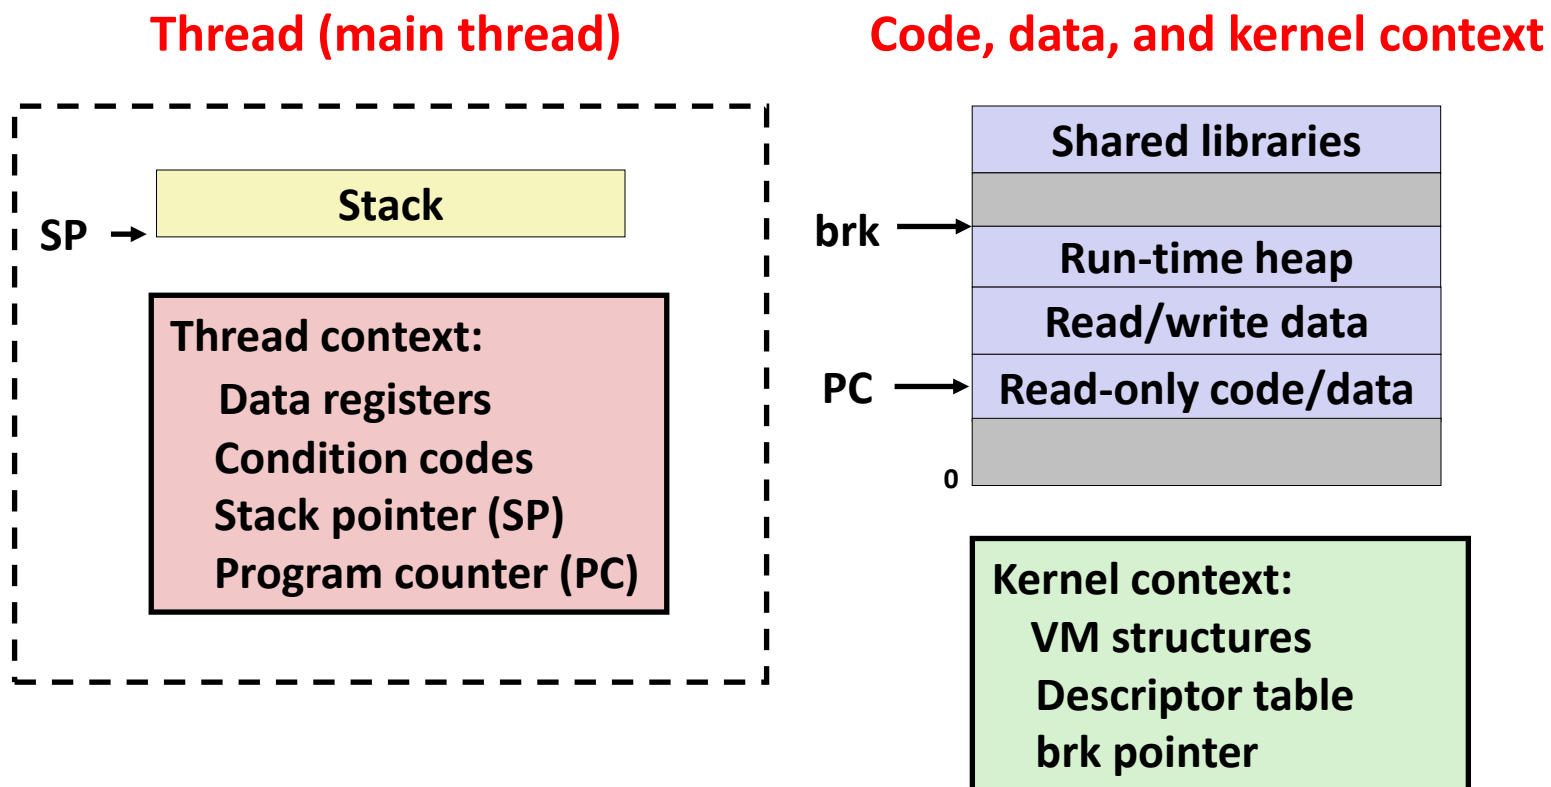 Thread (main thread)
Stack
SP
Thread context:
Data registers
Condition codes
Stack pointer (SP)
Program counter (PC)
Code, data, and kernel context
Shared libraries
brk
Run-time heap
Read/write data
PC
Read-only code/data
0
Kernel context:
VM structures
Descriptor table
brk pointer